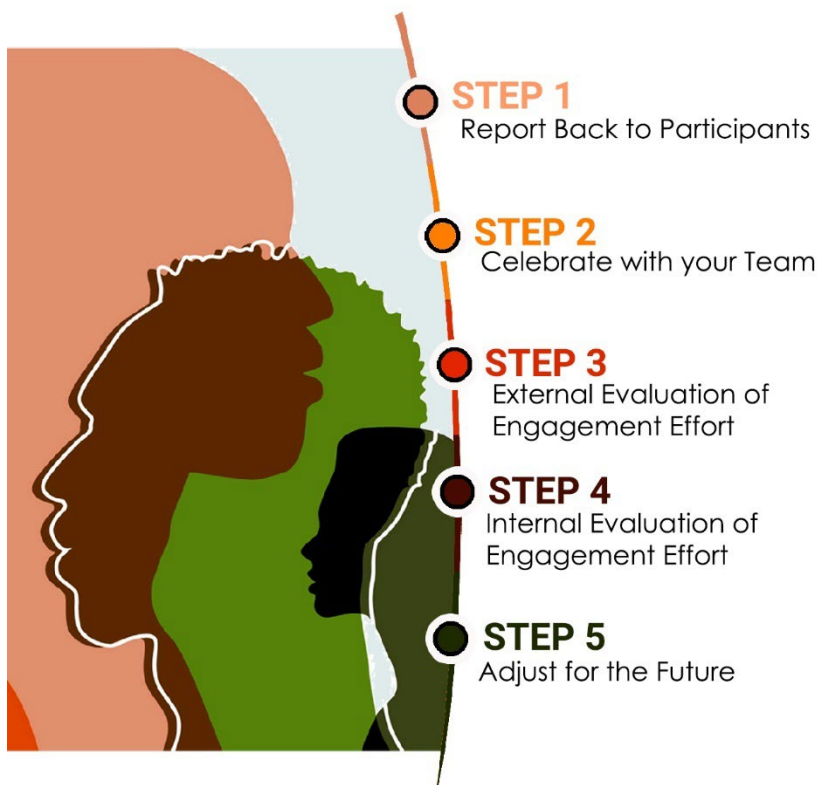 STEP 1
Report Back to Participants
STEP 2
Celebrate with your Team
STEP 3
External Evaluation of
Engagement Effort
STEP 4
Internal Evaluation of
Engagement Effort
STEP 5
Adjust for the Future